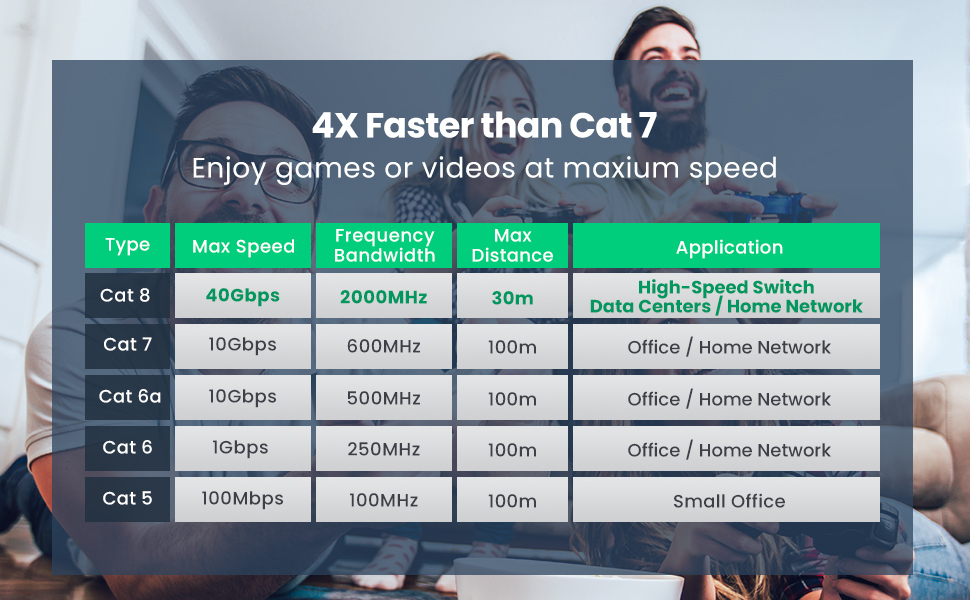 4X Faster than Cat 7
Enjoy games or videos at maxium speed
Type Max Speed Frequency Bandwidth Max Distance Application
Cat 8 40Gbps 2000MHz 30m High-Speed Switch Data Centers / Home Network
Cat 7 10Gbps 600MHz 100m Office / Home Network
Cat 6a 10Gbps 500MHz 100m Office / Home Network
Cat 6 1Gbps 250MHz 100m Office / Home Network
Cat 5 100Mbps 100MHz 100m Small Office